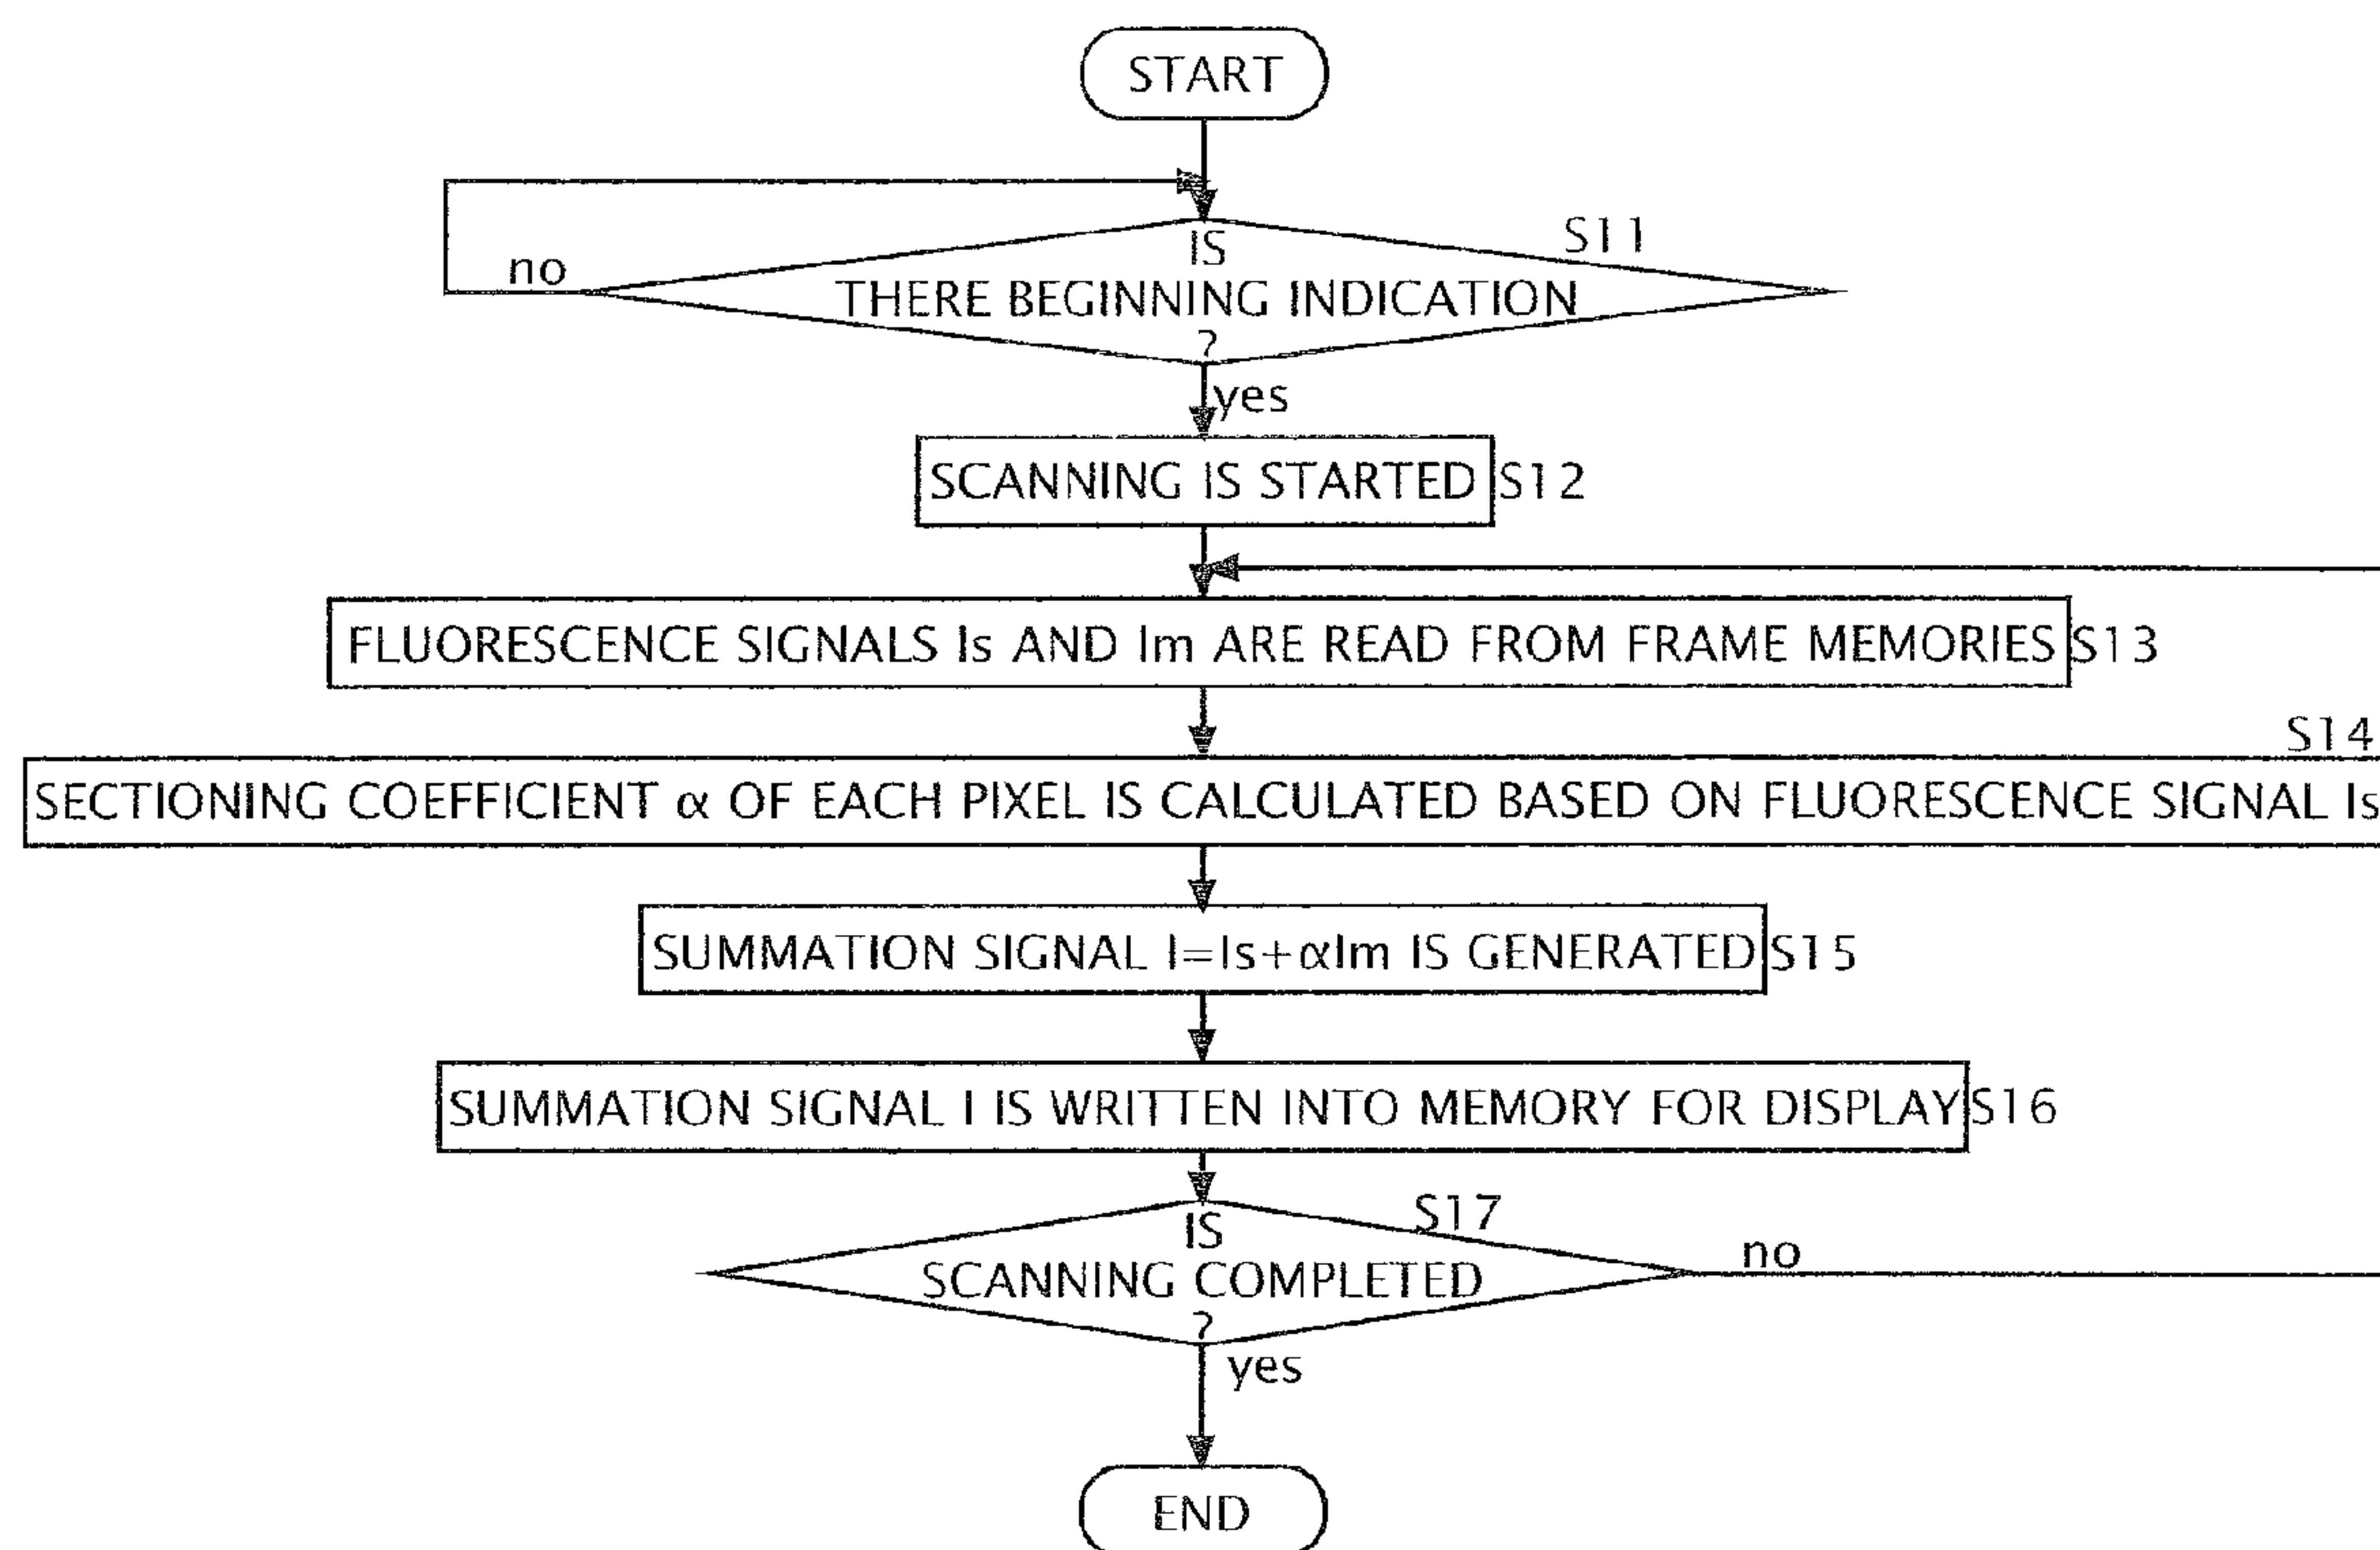 START
no
IS
THERE BEGINNING INDICATION
?
S11
yes
SCANNING IS STARTED
S12
FLUORESCENCE SIGNALS Is AND Im ARE READ FROM FRAME MEMORIES
S13
S14
SECTIONING COEFFICIENT α OF EACH PIXEL IS CALCULATED BASED ON FLUORESCENCE SIGNAL Is
SUMMATION SIGNAL I=Is+αIm IS GENERATED
S15
SUMMATION SIGNAL I IS WRITTEN INTO MEMORY FOR DISPLAY
S16
S17
IS
SCANNING COMPLETED
?
no
yes
END